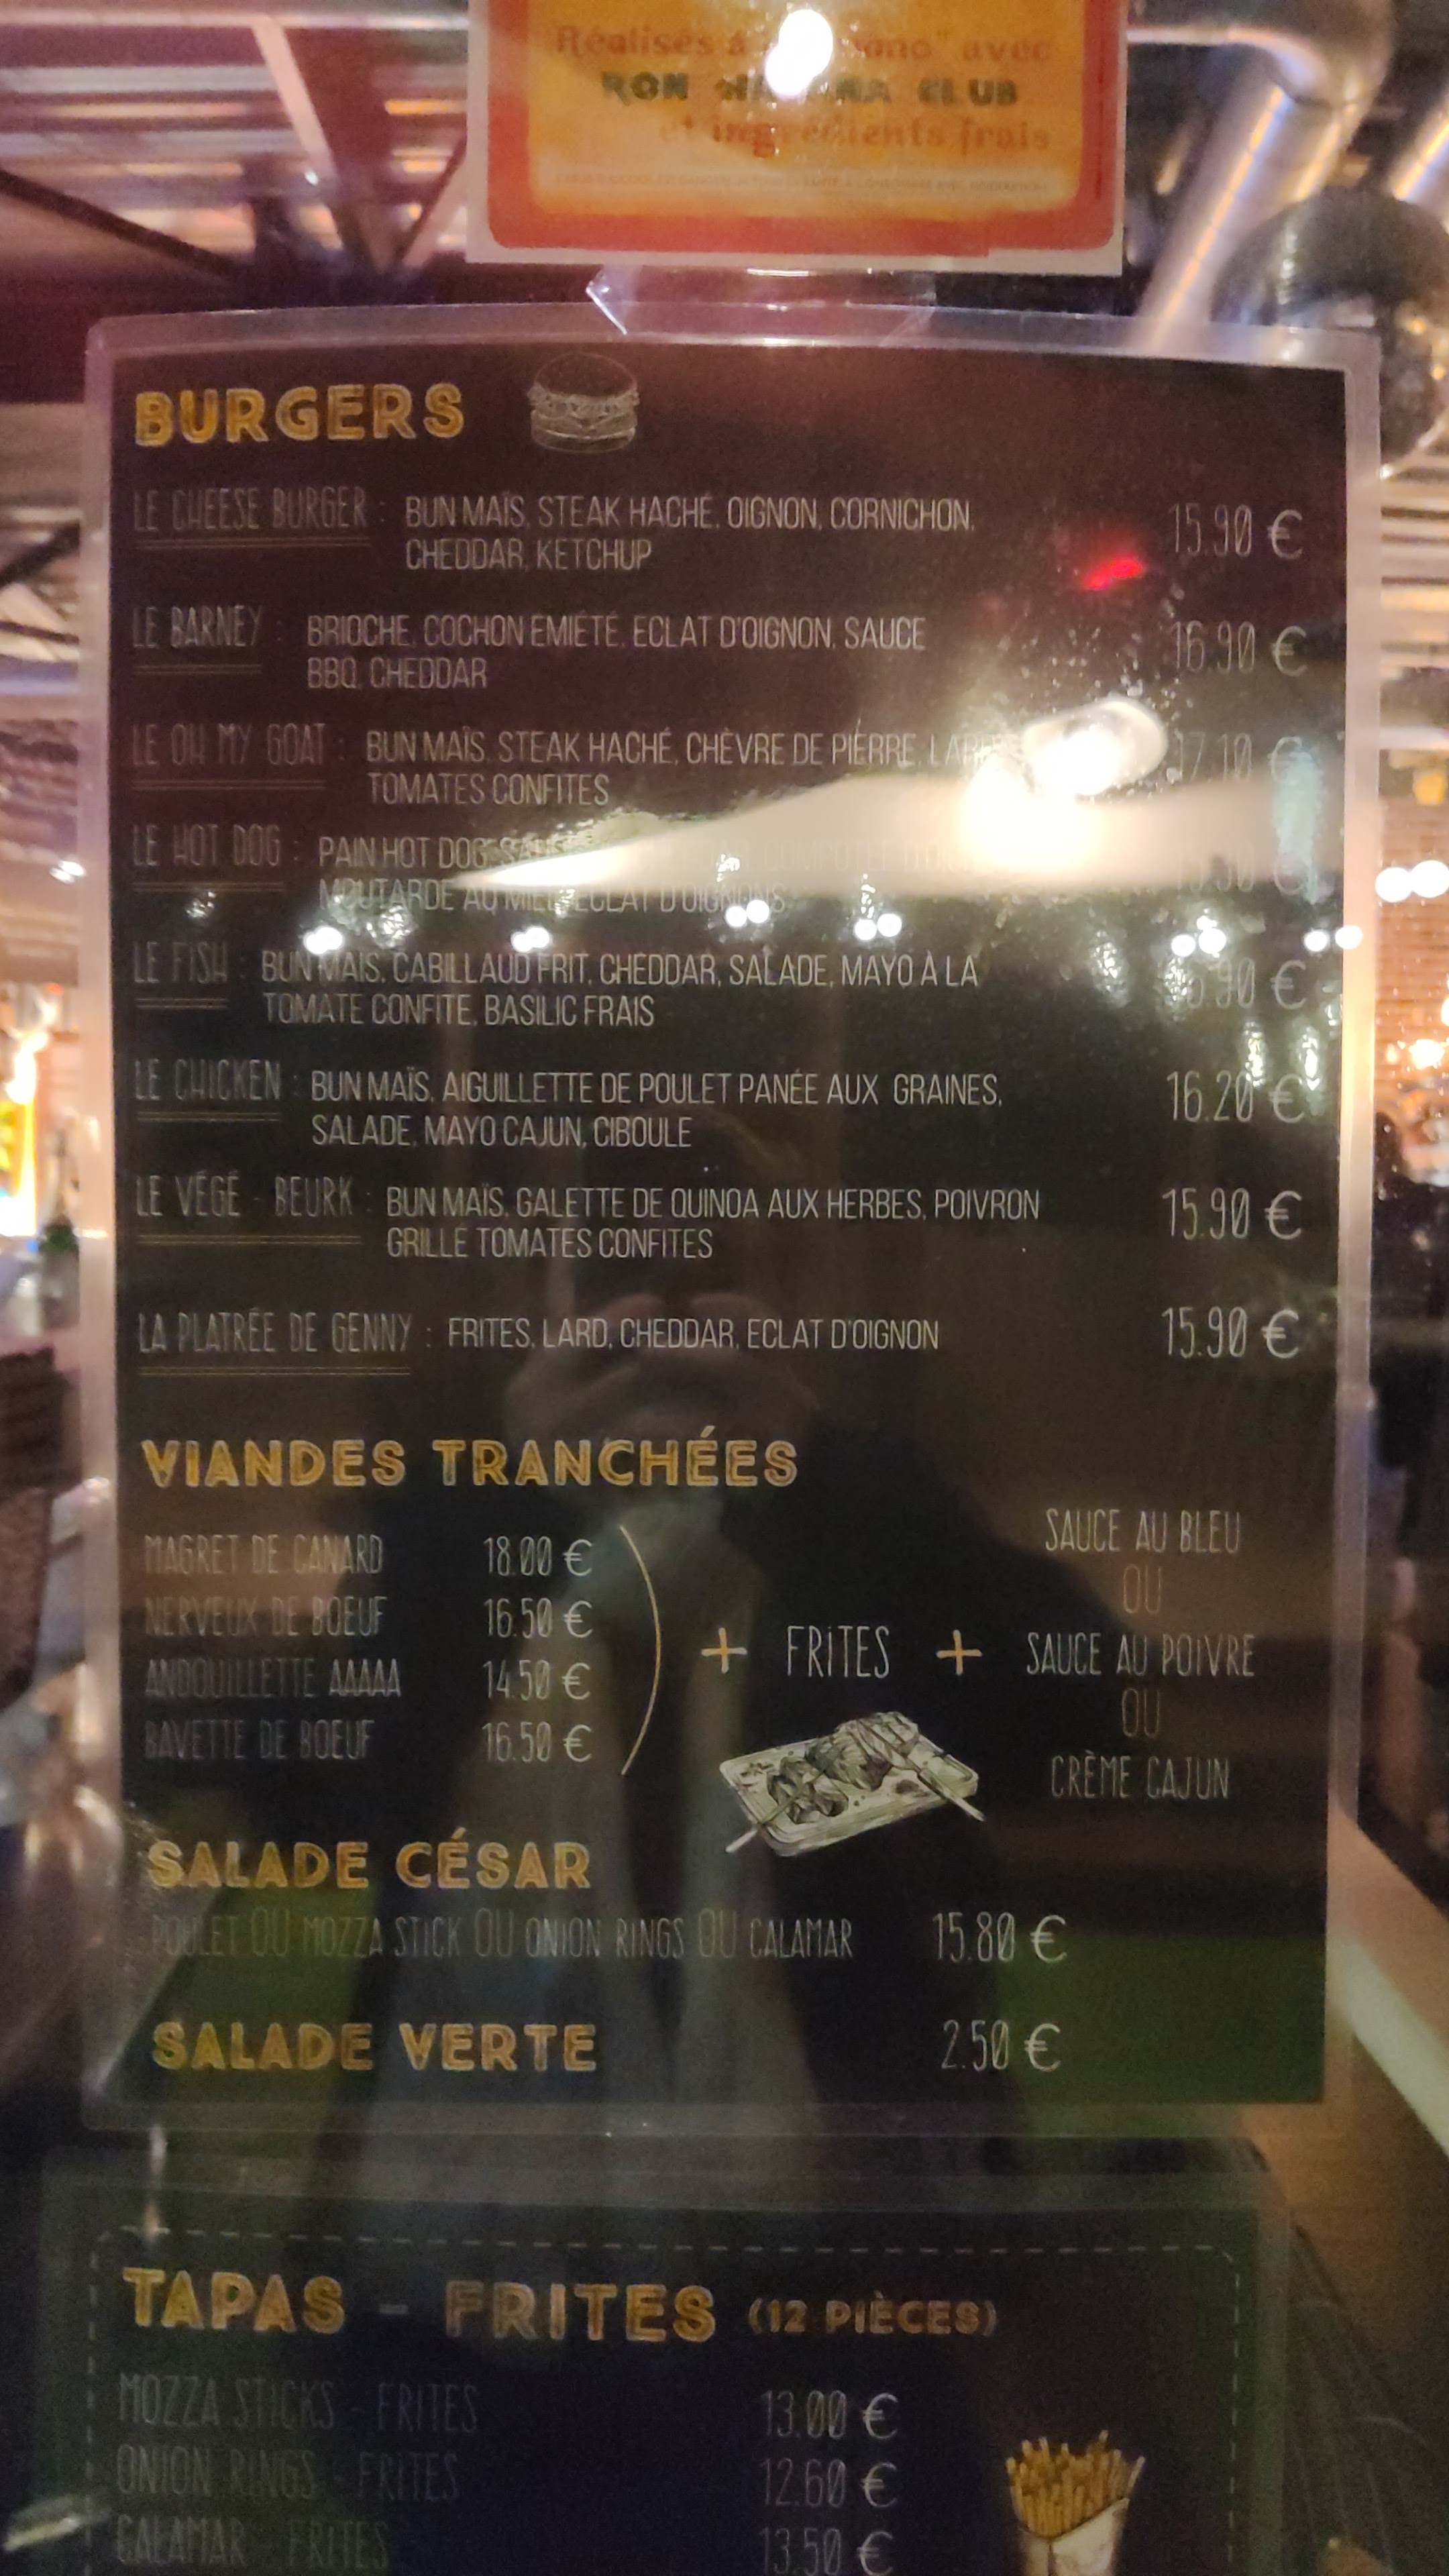 Réalisés à avec
RON CLUB
et ingrédients frais
BURGERS
LE CHEESE BURGER : BUN MAÏS, STEAK HACHÉ, OIGNON, CORNICHON, 15.90 €
CHEDDAR, KETCHUP
LE BARNEY : BRIOCHE, COCHON EMIÉTÉ, ECLAT D'OIGNON, SAUCE 16.90 €
BBQ, CHEDDAR
LE OH MY GOAT : BUN MAÏS, STEAK HACHÉ, CHÈVRE DE PIERRE, 17.10 €
TOMATES CONFITES
LE HOT DOG : PAIN HOT DOG,
MOUTARDE AU MIEL, ECLAT D'OIGNONS
LE FISH : BUN MAÏS, CABILLAUD FRIT, CHEDDAR, SALADE, MAYO À LA
TOMATE CONFITE, BASILIC FRAIS
LE CHICKEN : BUN MAÏS, AIGUILLETTE DE POULET PANÉE AUX GRAINES, 16.20 €
SALADE, MAYO CAJUN, CIBOULE
LE VÉGÉ - BEURK : BUN MAÏS, GALETTE DE QUINOA AUX HERBES, POIVRON 15.90 €
GRILLÉ TOMATES CONFITES
LA PLATRÉE DE GENNY : FRITES, LARD, CHEDDAR, ECLAT D'OIGNON 15.90 €
VIANDES TRANCHÉES
MAGRET DE CANARD 18.00 €
NERVEUX DE BOEUF 16.50 €
ANDOUILLETTE AAAAA 14.50 €
BAVETTE DE BOEUF 16.50 €
+ FRITES +
SAUCE AU BLEU
OU
SAUCE AU POIVRE
OU
CRÈME CAJUN
SALADE CÉSAR
POULET OU MOZZA STICK OU ONION RINGS OU CALAMAR 15.80 €
SALADE VERTE 2.50 €
TAPAS - FRITES (12 PIÈCES)
MOZZA STICKS - FRITES 13.00 €
ONION RINGS - FRITES 12.60 €
CALAMAR - FRITES 13.50 €